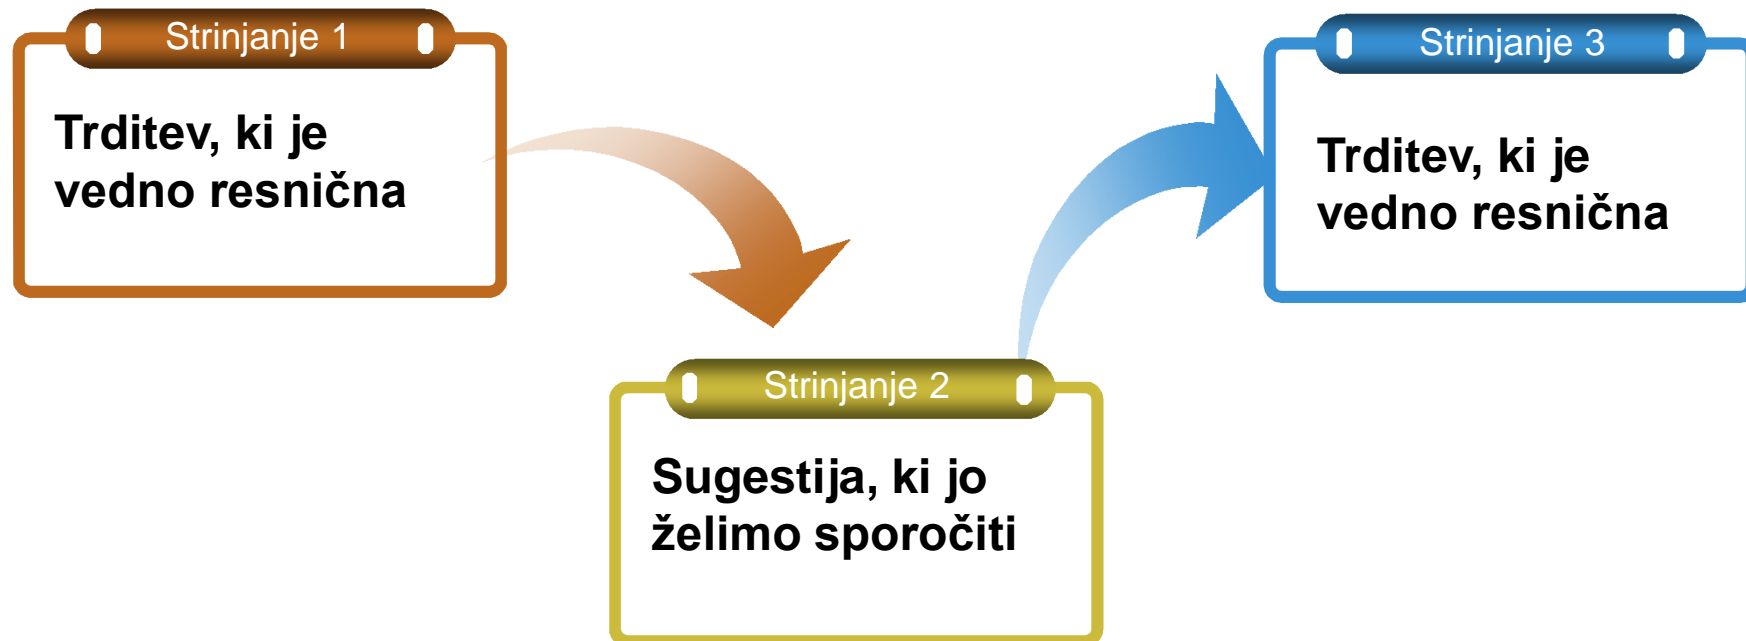 Strinjanje 1
Trditev, ki je
vedno resnična
Strinjanje 2
Sugestija, ki jo
želimo sporočiti
Strinjanje 3
Trditev, ki je
vedno resnična